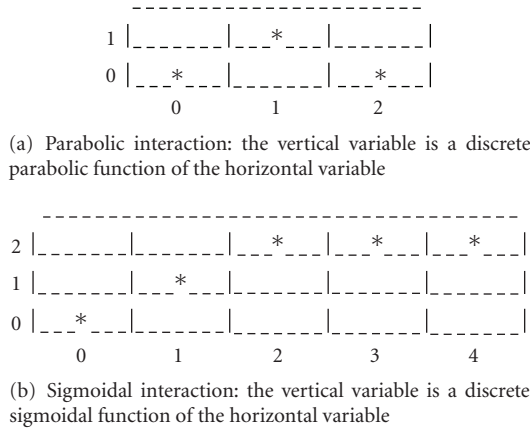 1 |_ _ _ _ _ _|_ _ _*_ _ _|_ _ _ _ _ _|
0 |_ _ _*_ _ _|_ _ _ _ _ _|_ _ _*_ _ _|
0 1 2
(a) Parabolic interaction: the vertical variable is a discrete
parabolic function of the horizontal variable
2 |_ _ _ _ _ _|_ _ _ _ _ _|_ _ _*_ _ _|_ _ _*_ _ _|_ _ _*_ _ _|
1 |_ _ _ _ _ _|_ _ _*_ _ _|_ _ _ _ _ _|_ _ _ _ _ _|_ _ _ _ _ _|
0 |_ _ _*_ _ _|_ _ _ _ _ _|_ _ _ _ _ _|_ _ _ _ _ _|_ _ _ _ _ _|
0 1 2 3 4
(b) Sigmoidal interaction: the vertical variable is a discrete
sigmoidal function of the horizontal variable